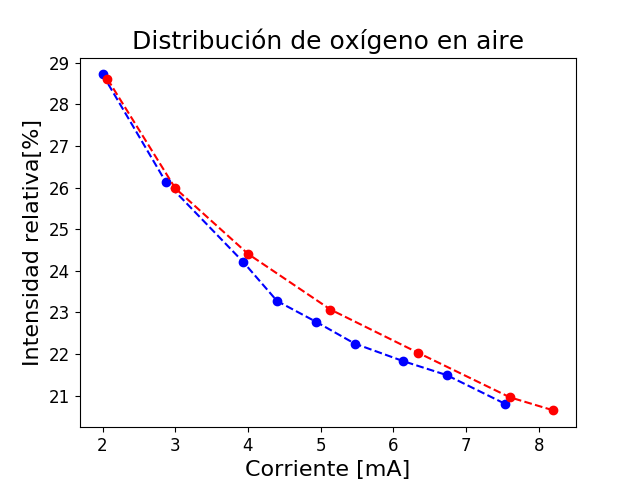 Distribución de oxígeno en aire
Intensidad relativa[%]
29
28
27
26
25
24
23
22
21
2 3 4 5 6 7 8
Corriente [mA]